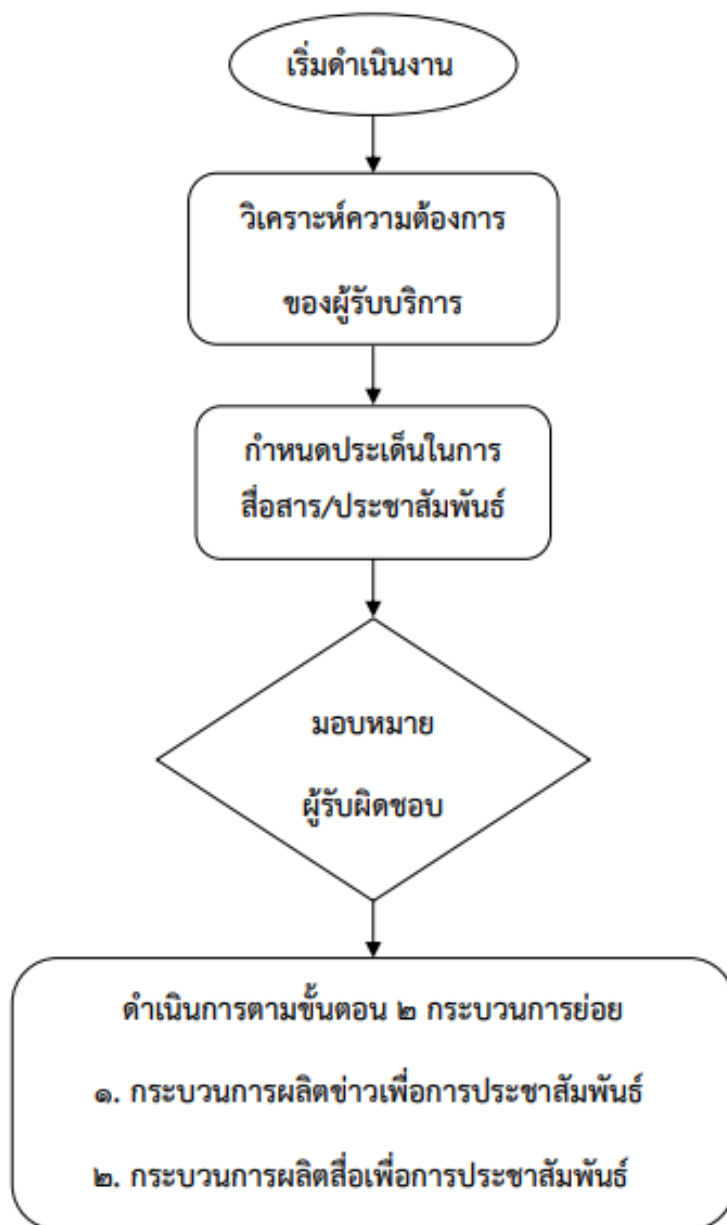 เริ่มดำเนินงาน
วิเคราะห์ความต้องการ
ของผู้รับบริการ
กำหนดประเด็นในการ
สื่อสาร/ประชาสัมพันธ์
มอบหมาย
ผู้รับผิดชอบ
ดำเนินการตามขั้นตอน ๒ กระบวนการย่อย
๑. กระบวนการผลิตข่าวเพื่อการประชาสัมพันธ์
๒. กระบวนการผลิตสื่อเพื่อการประชาสัมพันธ์